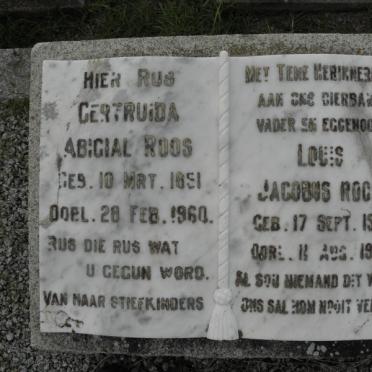 HIER RUS
GERTRUIDA
ABIGIAL ROOS
GEB. 10 MRT. 1891
OORL. 28 FEB. 1960.
RUS DIE RUS WAT
U GEGUN WORD.
VAN HAAR STIEFKINDERS
MET TERE HERINNER
AAN ONS DIERBA
VADER EN EGGENOO
LOUIS
JACOBUS ROO
GEB. 17 SEPT. 1
OORL. 11 AUG. 19
AL SOU NIEMAND DIT
ONS SAL HOM NOOIT VE